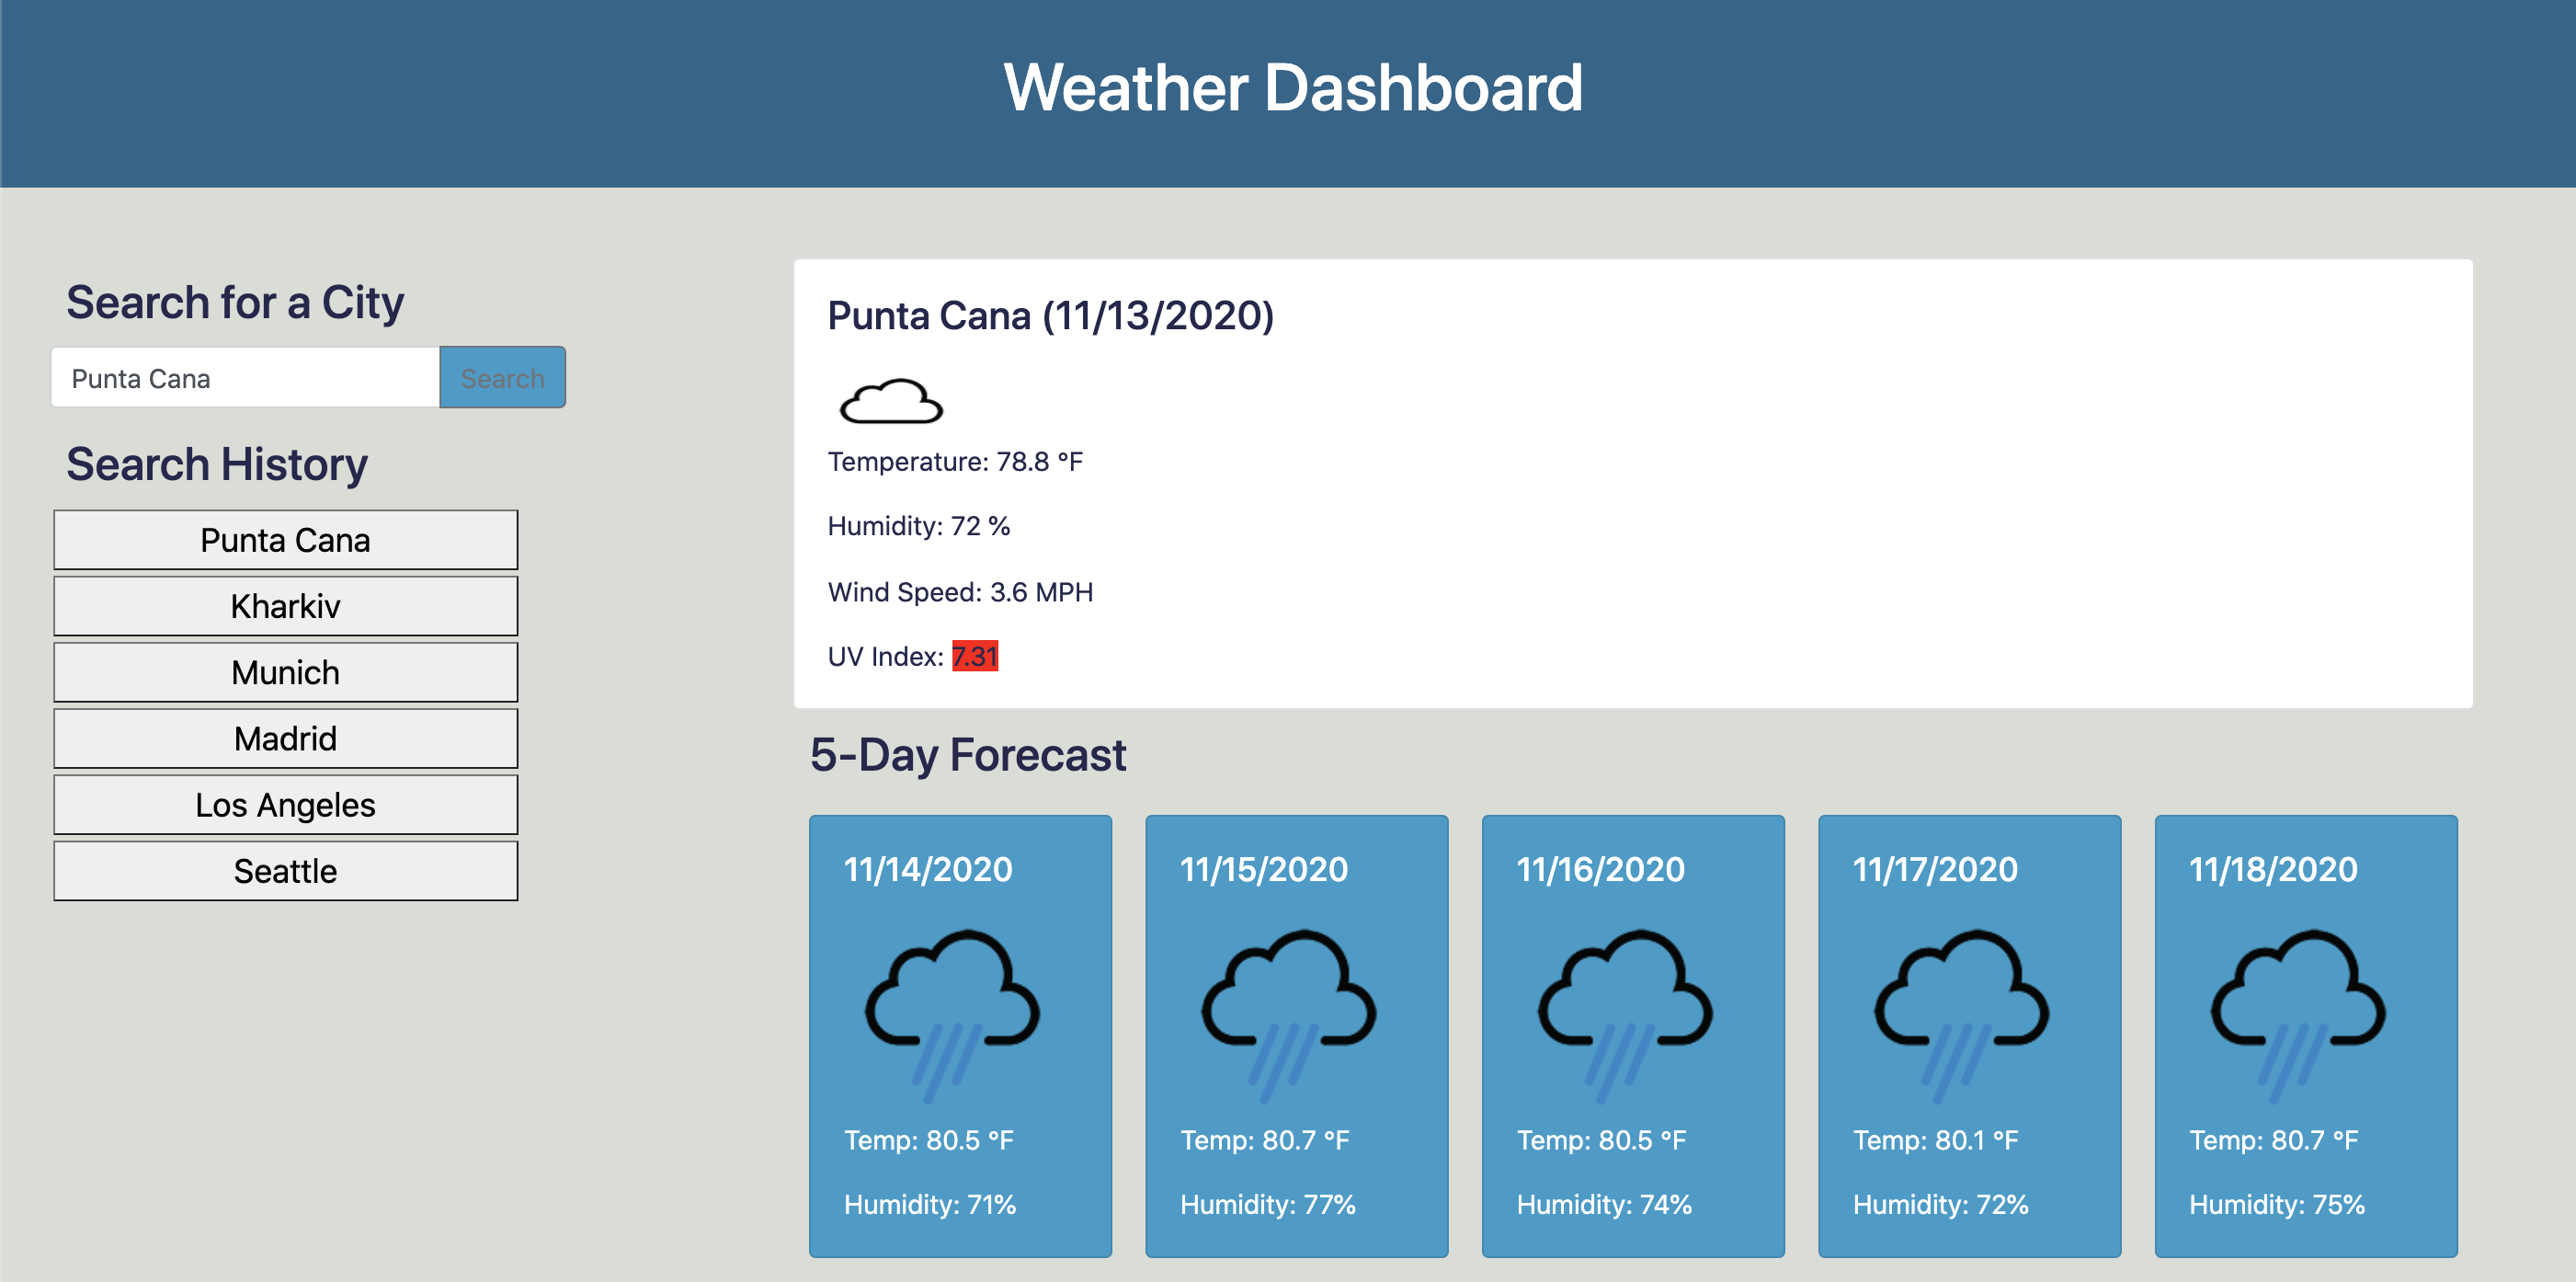 Weather Dashboard
Search for a City
Punta Cana
Search
Search History
Punta Cana
Kharkiv
Munich
Madrid
Los Angeles
Seattle
Punta Cana (11/13/2020)
Temperature: 78.8 °F
Humidity: 72 %
Wind Speed: 3.6 MPH
UV Index: 7.31
5-Day Forecast
11/14/2020
Temp: 80.5 °F
Humidity: 71%
11/15/2020
Temp: 80.7 °F
Humidity: 77%
11/16/2020
Temp: 80.5 °F
Humidity: 74%
11/17/2020
Temp: 80.1 °F
Humidity: 72%
11/18/2020
Temp: 80.7 °F
Humidity: 75%